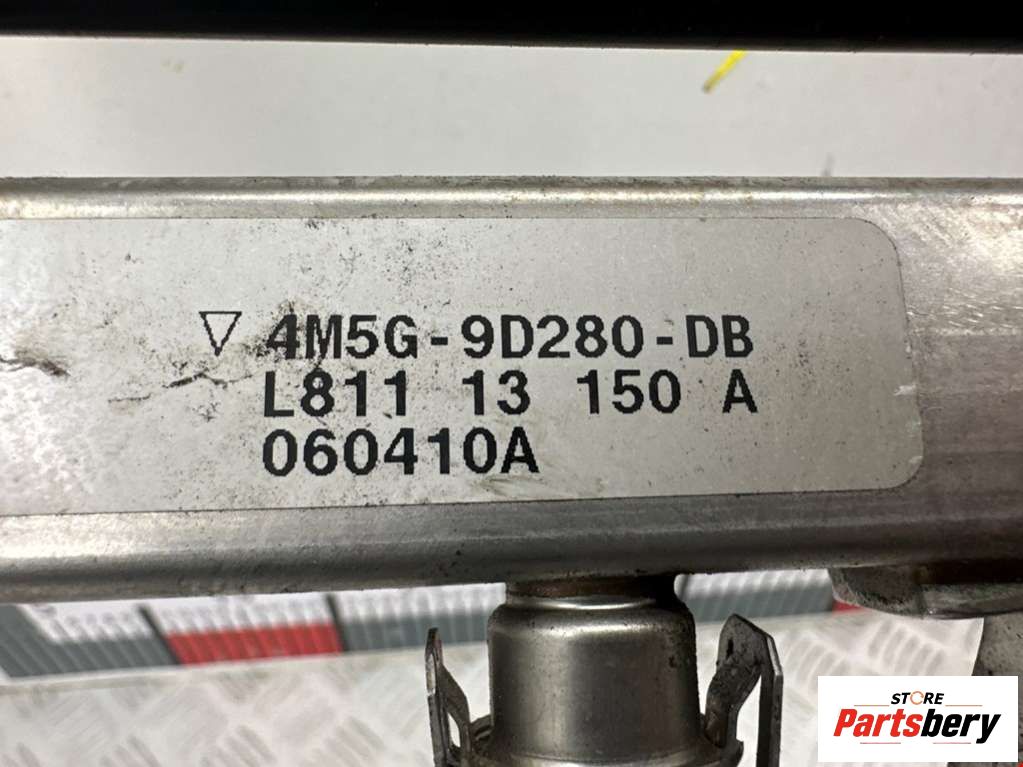 ▽ 4M5G-9D280-DB
L811 13 150 A
060410A
STORE
Partsbery